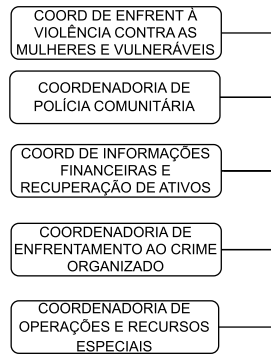 COORD DE ENFRENT À
VIOLÊNCIA CONTRA AS
MULHERES E VULNERÁVEIS
COORDENADORIA DE
POLÍCIA COMUNITÁRIA
COORD DE INFORMAÇÕES
FINANCEIRAS E
RECUPERAÇÃO DE ATIVOS
COORDENADORIA DE
ENFRENTAMENTO AO CRIME
ORGANIZADO
COORDENADORIA DE
OPERAÇÕES E RECURSOS
ESPECIAIS